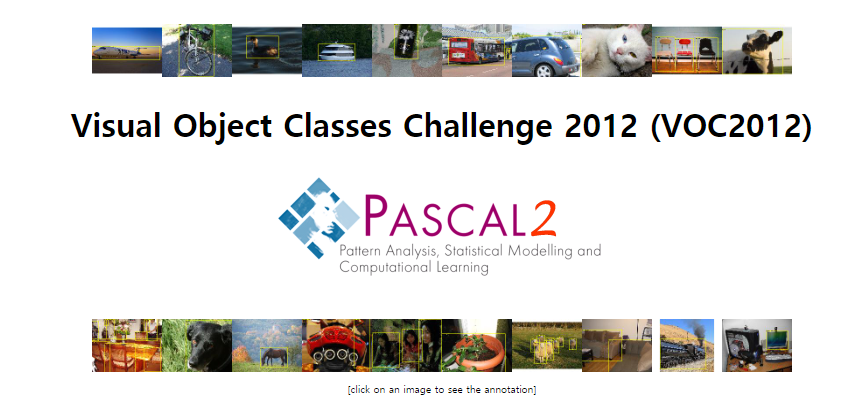 Visual Object Classes Challenge 2012 (VOC2012)
PASCAL2
Pattern Analysis, Statistical Modelling and
Computational Learning
[click on an image to see the annotation]